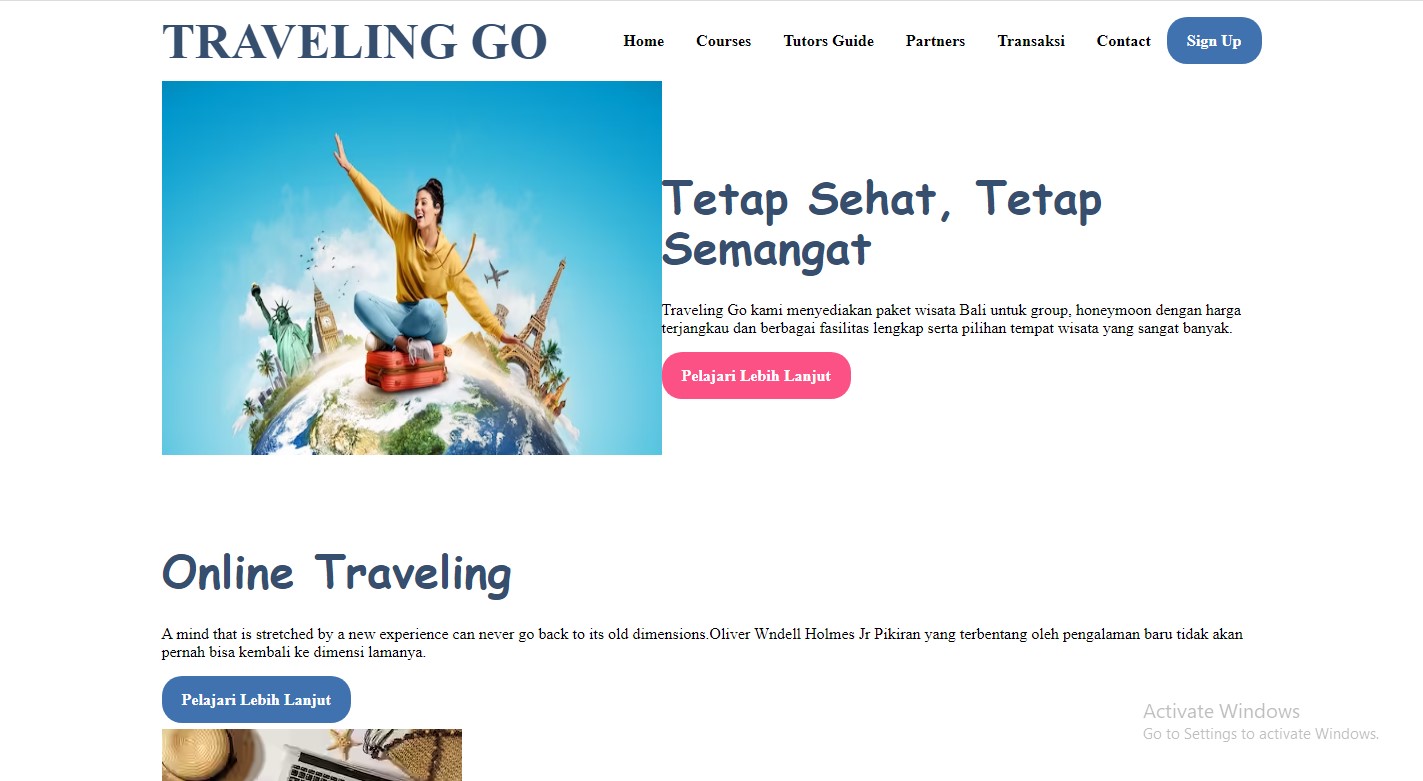 TRAVELING GO
Home Courses Tutors Guide Partners Transaksi Contact Sign Up
Tetap Sehat, Tetap
Semangat
Traveling Go kami menyediakan paket wisata Bali untuk group, honeymoon dengan harga
terjangkau dan berbagai fasilitas lengkap serta pilihan tempat wisata yang sangat banyak.
Pelajari Lebih Lanjut
Online Traveling
A mind that is stretched by a new experience can never go back to its old dimensions.Oliver Wndell Holmes Jr Pikiran yang terbentang oleh pengalaman baru tidak akan
pernah bisa kembali ke dimensi lamanya.
Pelajari Lebih Lanjut
Activate Windows
Go to Settings to activate Windows.